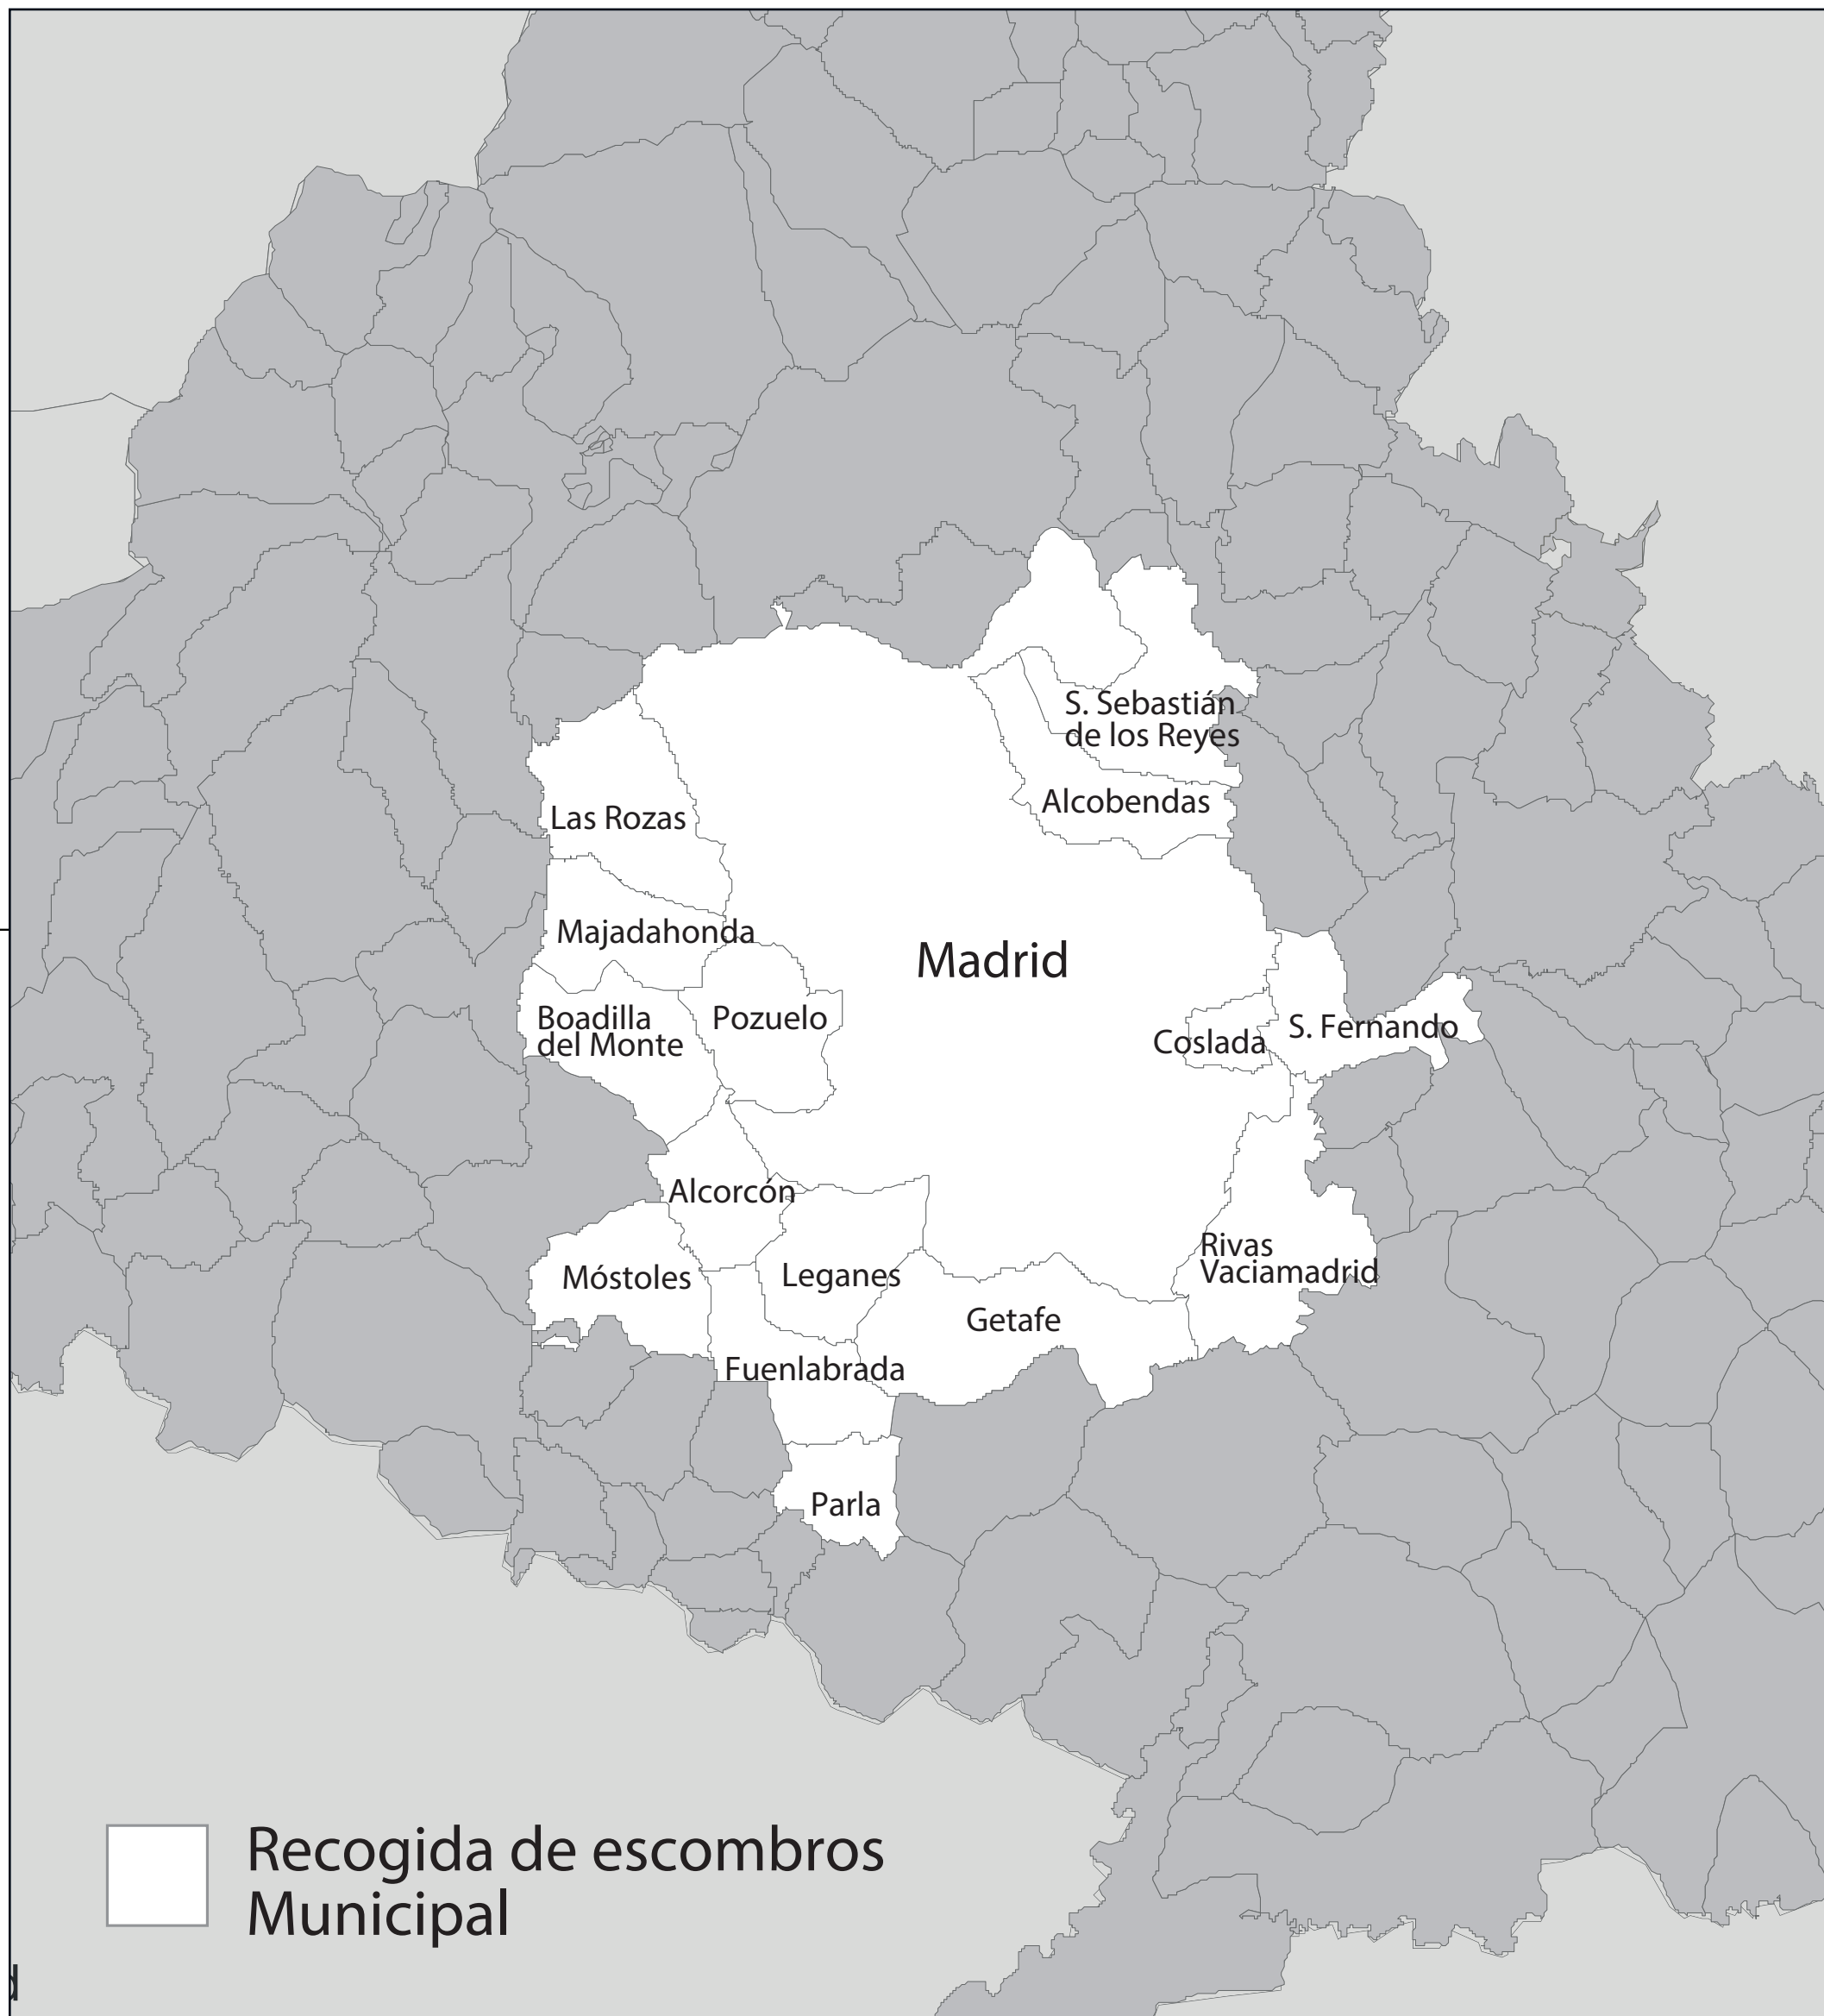 S. Sebastián
de los Reyes
Alcobendas
Las Rozas
Majadahonda
Madrid
Boadilla
del Monte
Pozuelo
Coslada
S. Fernando
Alcorcón
Móstoles
Leganes
Rivas
Vaciamadrid
Getafe
Fuenlabrada
Parla
Recogida de escombros
Municipal